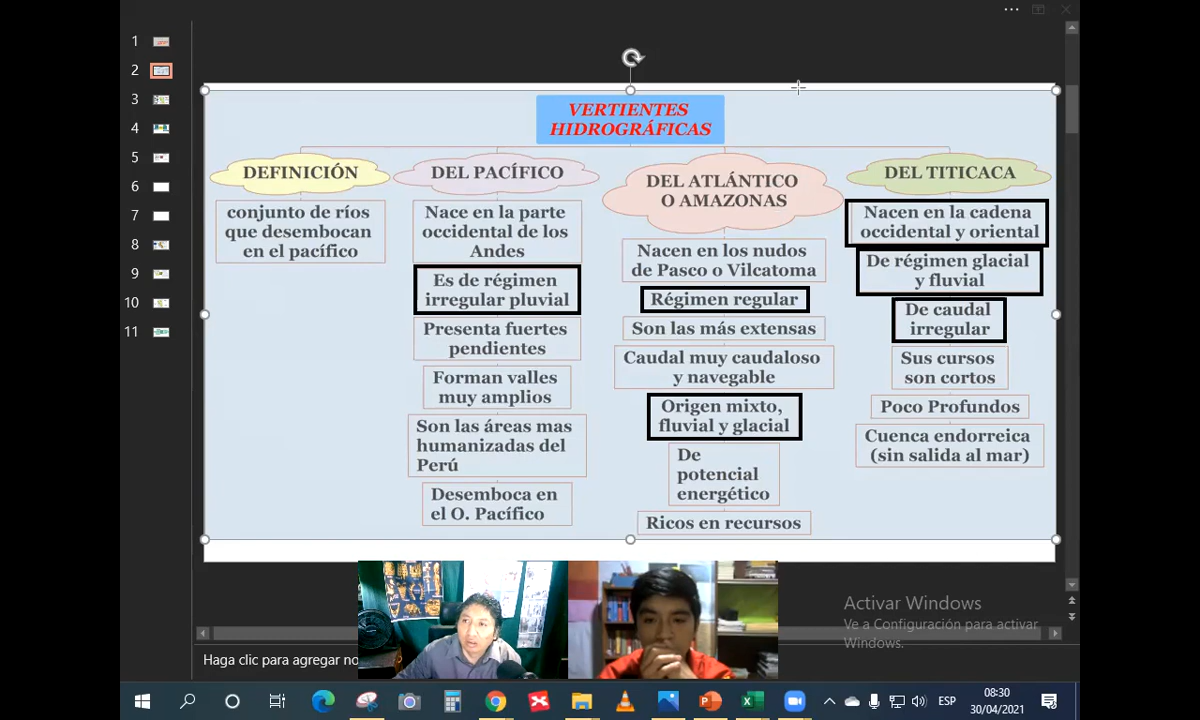 1
2
3
4
5
6
7
8
9
10
11
VERTIENTES
HIDROGRÁFICAS
DEFINICIÓN
conjunto de ríos
que desembocan
en el pacífico
DEL PACÍFICO
Nace en la parte
occidental de los
Andes
Es de régimen
irregular pluvial
Presenta fuertes
pendientes
Forman valles
muy amplios
Son las áreas mas
humanizadas del
Perú
Desemboca en
el O. Pacífico
DEL ATLÁNTICO
O AMAZONAS
Nacen en los nudos
de Pasco o Vilcatoma
Régimen regular
Son las más extensas
Caudal muy caudaloso
y navegable
Origen mixto,
fluvial y glacial
De
potencial
energético
Ricos en recursos
DEL TITICACA
Nacen en la cadena
occidental y oriental
De régimen glacial
y fluvial
De caudal
irregular
Sus cursos
son cortos
Poco Profundos
Cuenca endorreica
(sin salida al mar)
Activar Windows
Ve a Configuración para activar
Windows.
Haga clic para agregar no
ESP
08:30
30/04/2021